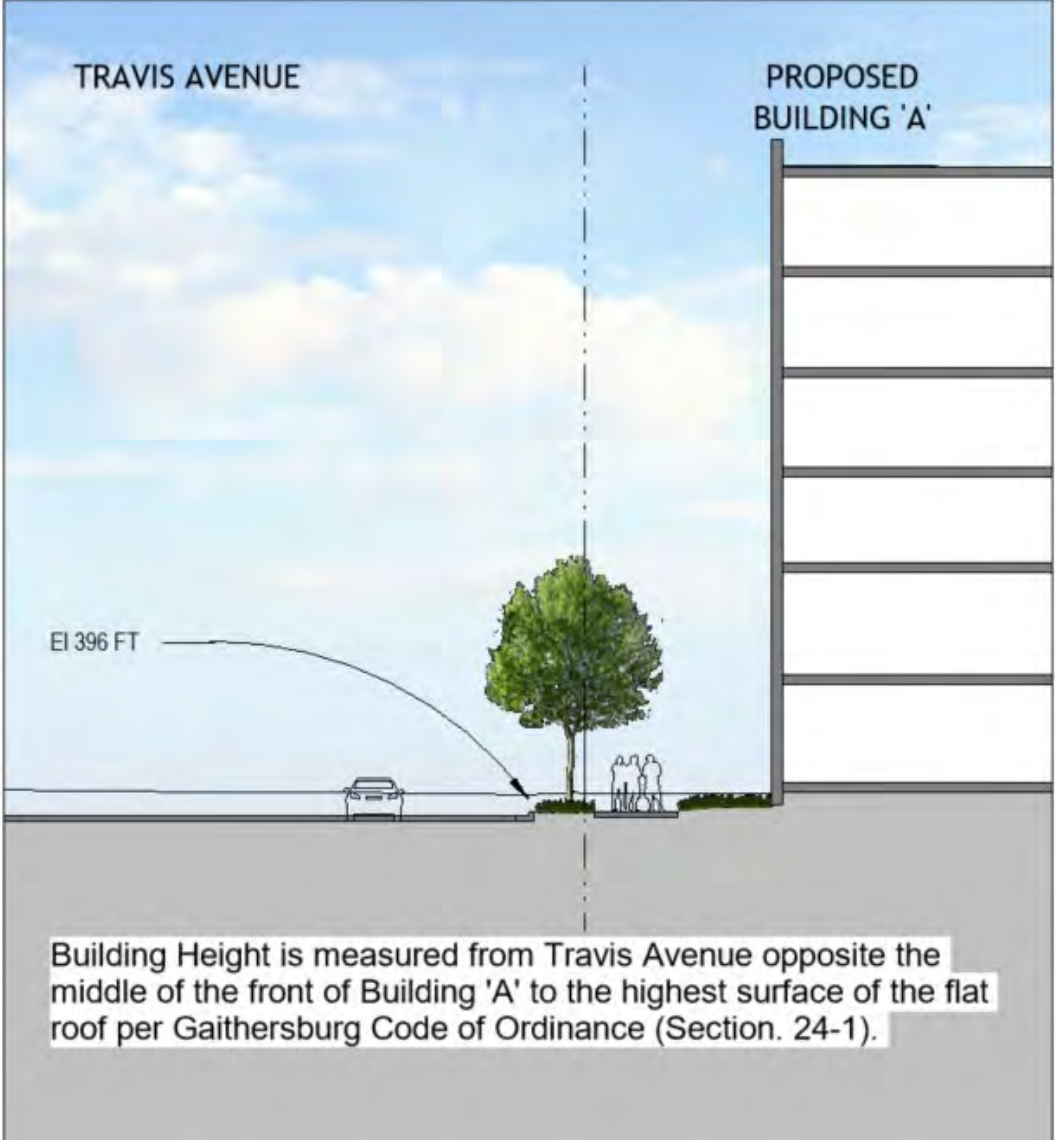 TRAVIS AVENUE
PROPOSED
BUILDING 'A'
El 396 FT
Building Height is measured from Travis Avenue opposite the
middle of the front of Building 'A' to the highest surface of the flat
roof per Gaithersburg Code of Ordinance (Section. 24-1).